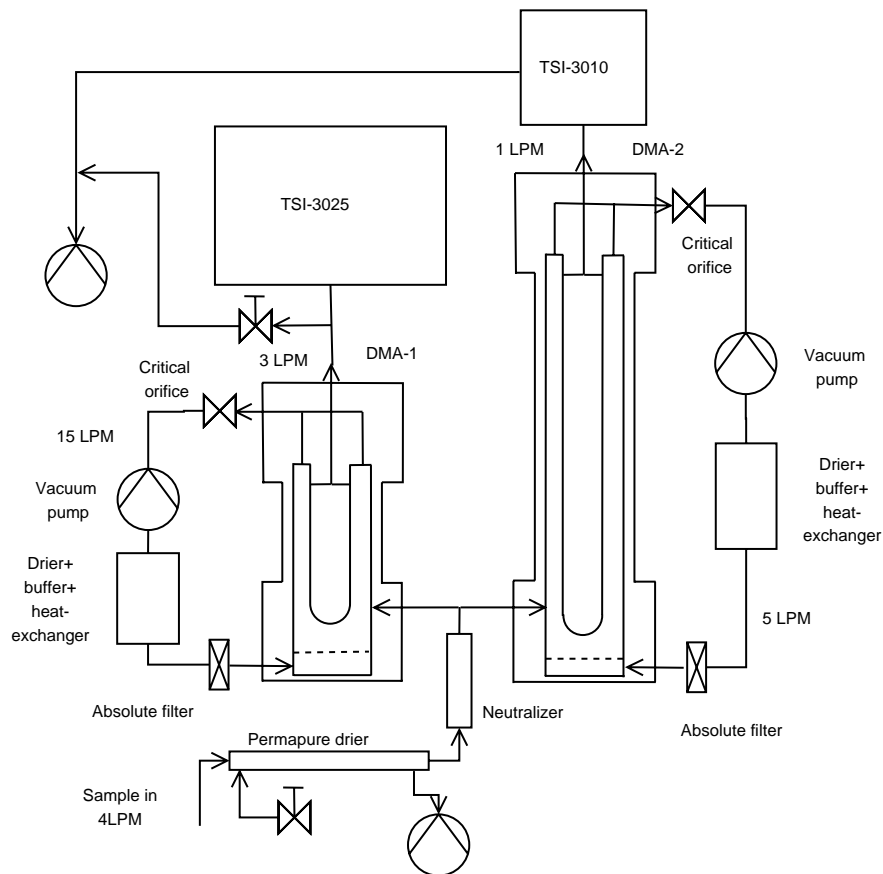 TSI-3010
1 LPM
DMA-2
TSI-3025
Critical
orifice
3 LPM
DMA-1
Critical
orifice
Vacuum
pump
15 LPM
Vacuum
pump
Drier+
buffer+
heat-
exchanger
Drier+
buffer+
heat-
exchanger
5 LPM
Absolute filter
Neutralizer
Absolute filter
Permapure drier
Sample in
4LPM